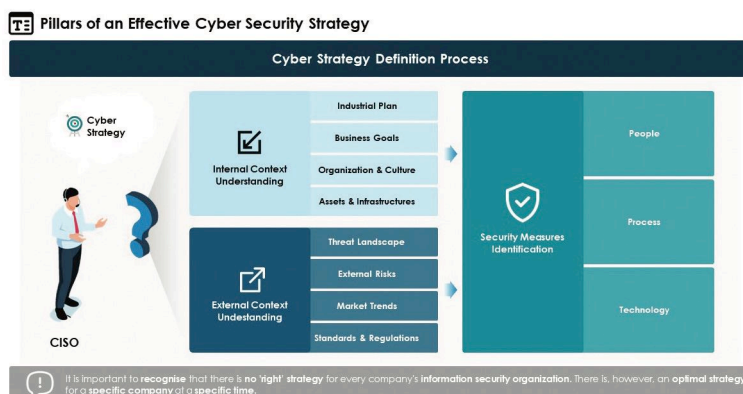 Pillars of an Effective Cyber Security Strategy
Cyber Strategy Definition Process
Cyber
Strategy
CISO
Internal Context
Understanding
Industrial Plan
Business Goals
Organization & Culture
Assets & Infrastructures
External Context
Undestanding
Threat Landscape
External Risks
Market Trends
Standards & Regulations
Security Measures
Identification
People
Process
Technology
It is important to recognise that there is no 'right' strategy for every company's information security organization. There is, however, an optimal strategy
for a specific company at a specific time.